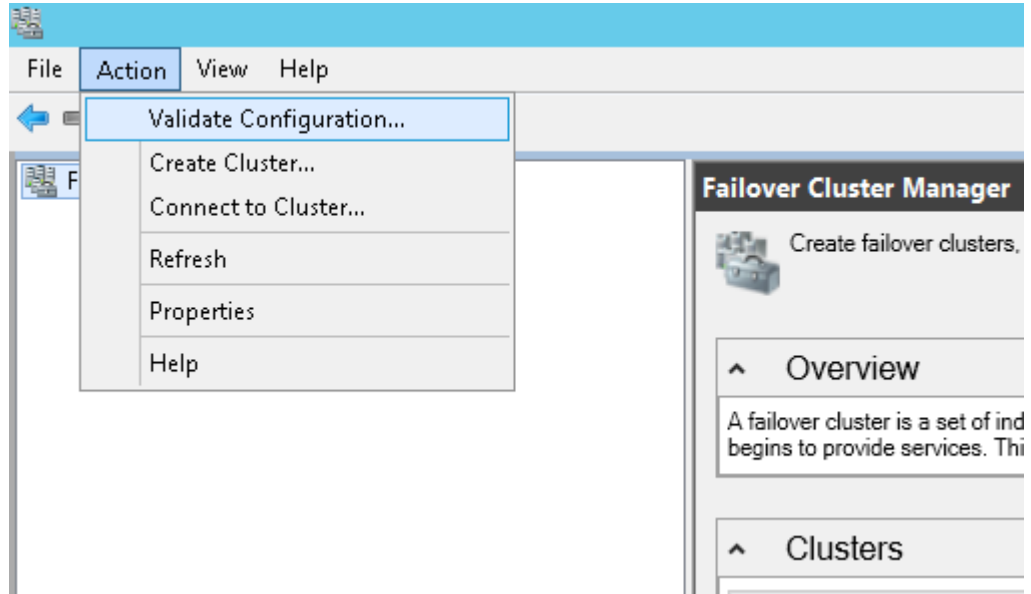 File Action View Help
Validate Configuration...
Create Cluster...
Connect to Cluster...
Refresh
Properties
Help
F
Failover Cluster Manager
Create failover clusters,
Overview
A failover cluster is a set of ind
begins to provide services. Thi
Clusters